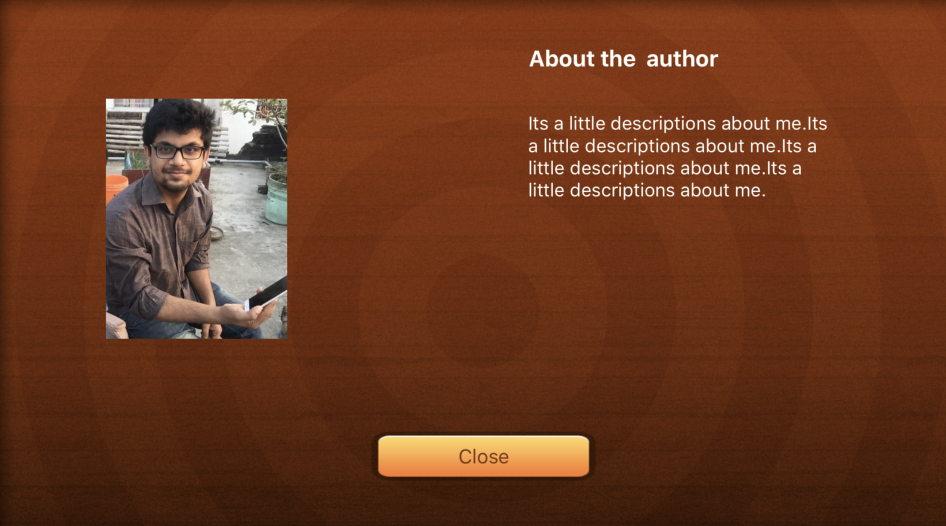 About the author
Its a little descriptions about me.Its
a little descriptions about me.Its a
little descriptions about me.Its a
little descriptions about me.
Close